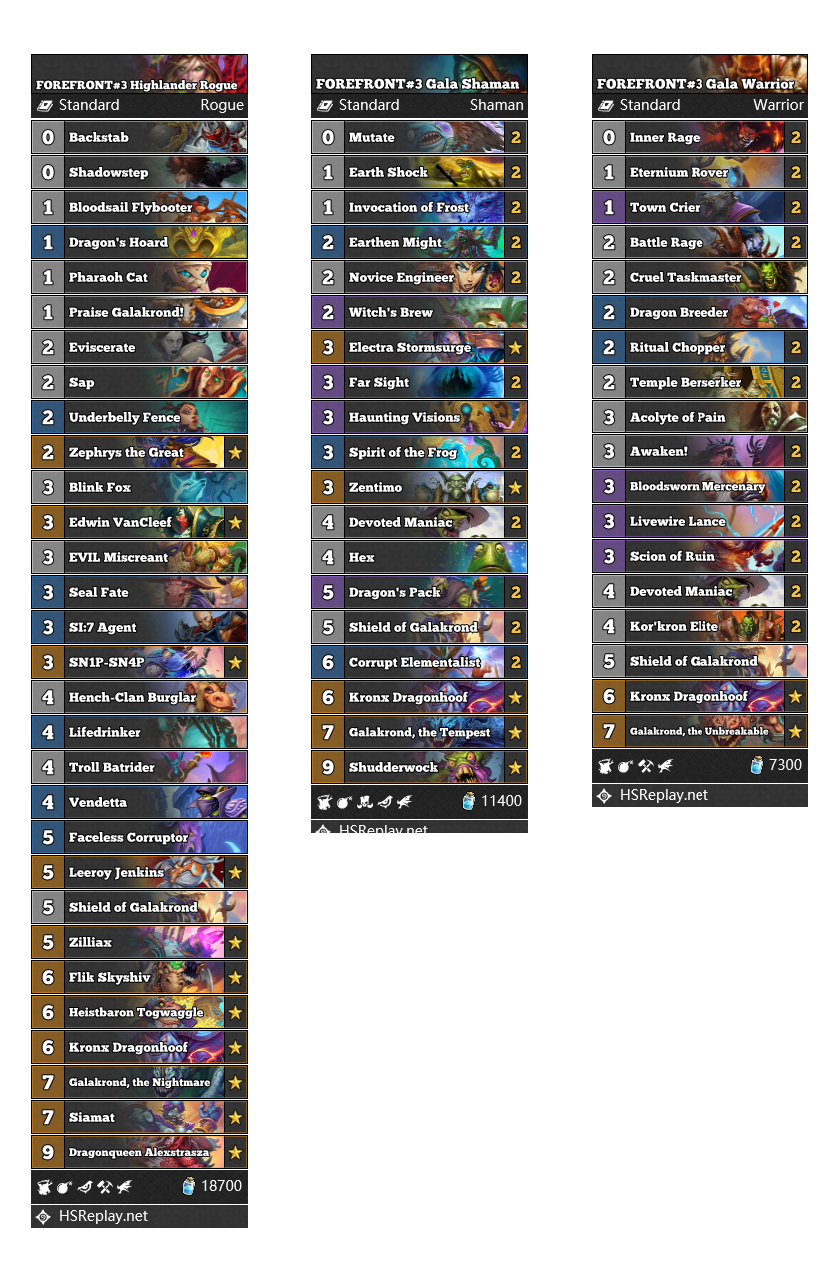 FOREFRONT#3 Highlander Rogue
Standard Rogue
0 Backstab
0 Shadowstep
1 Bloodsail Flybooter
1 Dragon's Hoard
1 Pharaoh Cat
1 Praise Galakrond!
2 Eviscerate
2 Sap
2 Underbelly Fence
2 Zephrys the Great
3 Blink Fox
3 Edwin VanCleef
3 EVIL Miscreant
3 Seal Fate
3 SI:7 Agent
3 SN1P-SN4P
4 Hench-Clan Burglar
4 Lifedrinker
4 Troll Batrider
4 Vendetta
5 Faceless Corruptor
5 Leeroy Jenkins
5 Shield of Galakrond
5 Zilliax
6 Flik Skyshiv
6 Heistbaron Togwaggle
6 Kronx Dragonhoof
7 Galakrond, the Nightmare
7 Siamat
9 Dragonqueen Alexstrasza
18700
HSReplay.net
FOREFRONT#3 Gala Shaman
Standard Shaman
0 Mutate 2
1 Earth Shock 2
1 Invocation of Frost 2
2 Earthen Might 2
2 Novice Engineer 2
2 Witch's Brew
3 Electra Stormsurge
3 Far Sight 2
3 Haunting Visions
3 Spirit of the Frog 2
3 Zentimo
4 Devoted Maniac 2
4 Hex
5 Dragon's Pack 2
5 Shield of Galakrond 2
6 Corrupt Elementalist 2
6 Kronx Dragonhoof
7 Galakrond, the Tempest
9 Shudderwock
11400
HSReplay.net
FOREFRONT#3 Gala Warrior
Standard Warrior
0 Inner Rage 2
1 Eternium Rover 2
1 Town Crier 2
2 Battle Rage 2
2 Cruel Taskmaster
2 Dragon Breeder
2 Ritual Chopper 2
2 Temple Berserker 2
3 Acolyte of Pain
3 Awaken! 2
3 Bloodsworn Mercenary 2
3 Livewire Lance 2
3 Scion of Ruin 2
4 Devoted Maniac 2
4 Kor'kron Elite 2
5 Shield of Galakrond
6 Kronx Dragonhoof
7 Galakrond, the Unbreakable
7300
HSReplay.net